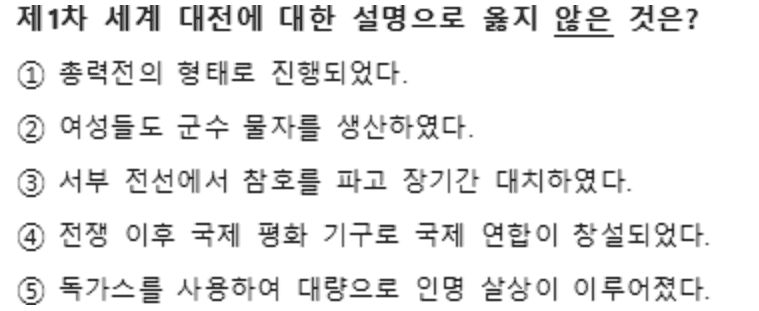 제1차 세계 대전에 대한 설명으로 옳지 않은 것은?
① 총력전의 형태로 진행되었다.
② 여성들도 군수 물자를 생산하였다.
③ 서부 전선에서 참호를 파고 장기간 대치하였다.
④ 전쟁 이후 국제 평화 기구로 국제 연합이 창설되었다.
⑤ 독가스를 사용하여 대량으로 인명 살상이 이루어졌다.